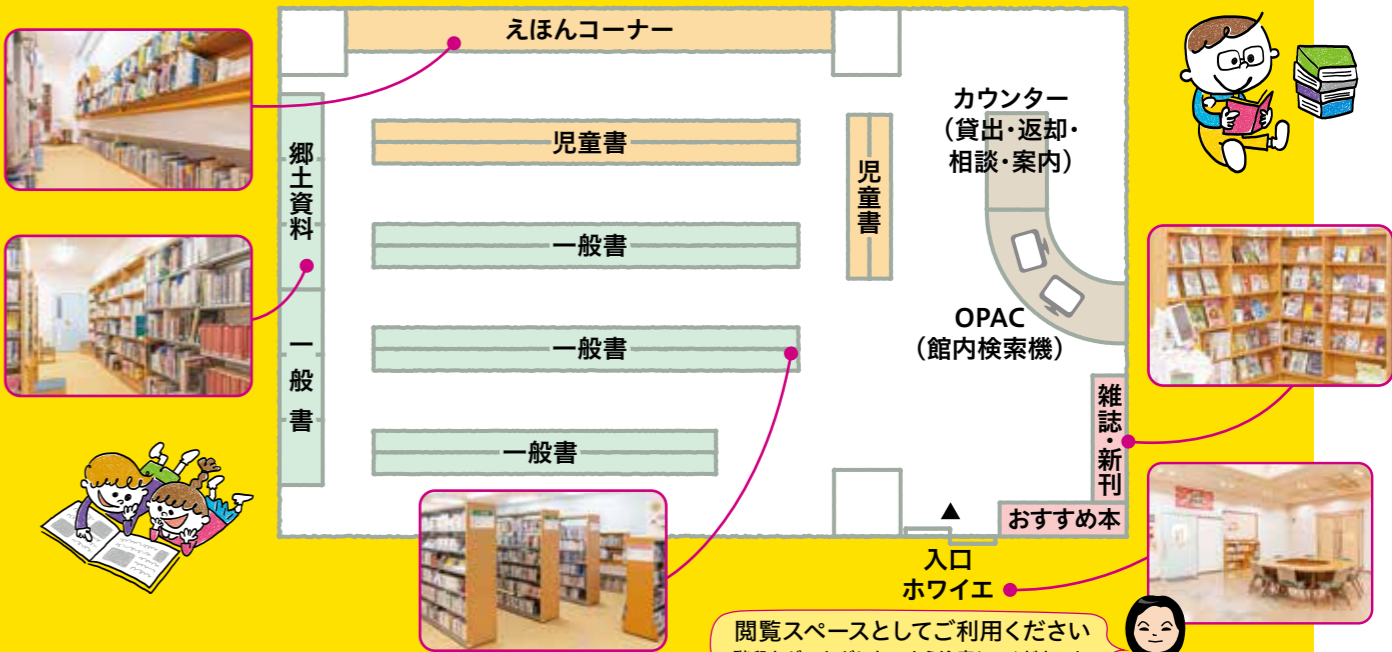 えほんコーナー
児童書
一般書
一般書
一般書
郷土資料
一般書
児童書
カウンター
(貸出・返却・
相談・案内)
OPAC
(館内検索機)
雑誌・新刊
おすすめ本
▲
入口
ホワイエ
閲覧スペースとしてご利用ください